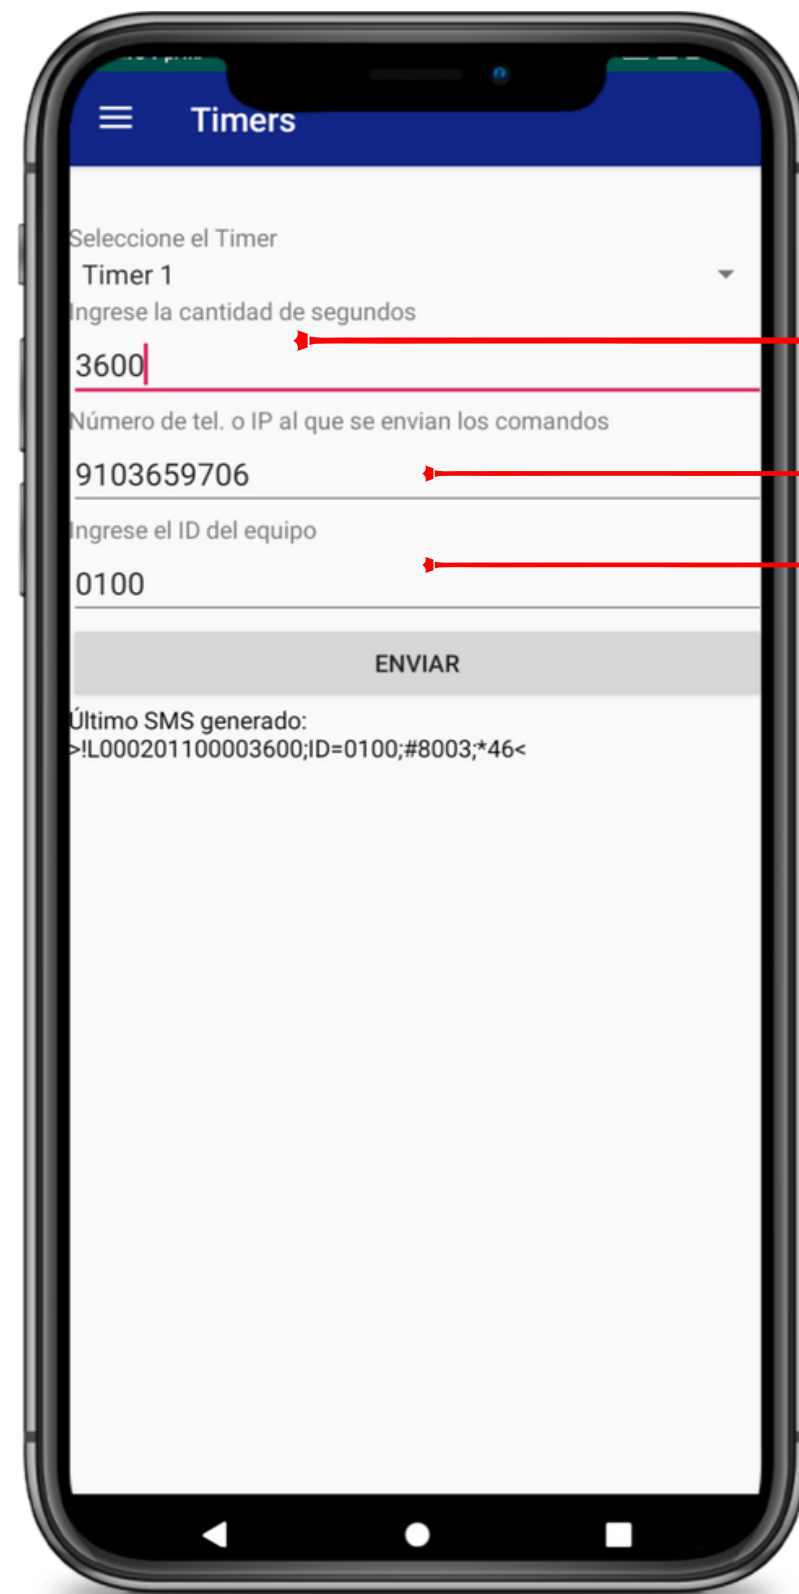 Timers
Seleccione el Timer
Timer 1
Ingrese la cantidad de segundos
3600
Número de tel. o IP al que se envian los comandos
9103659706
Ingrese el ID del equipo
0100
ENVIAR
Último SMS generado:
>!L000201100003600;ID=0100;#8003;*46<